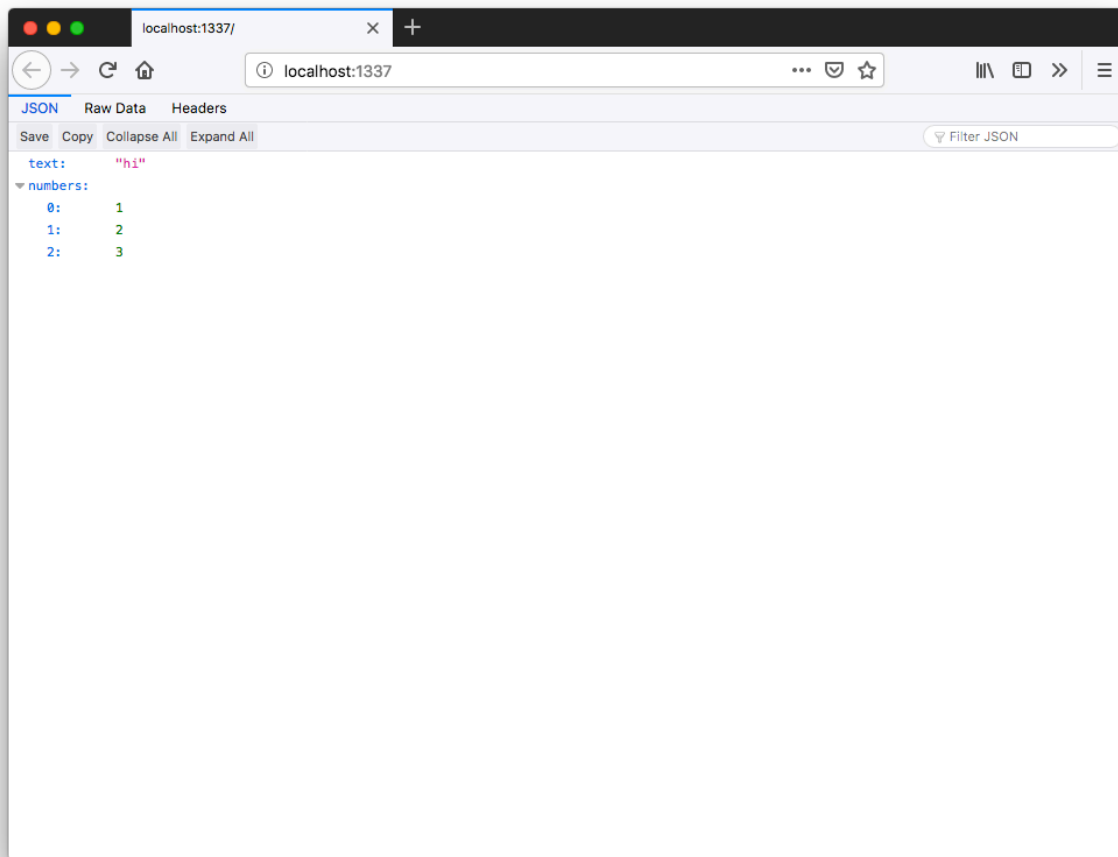 localhost:1337/
localhost:1337
JSON Raw Data Headers
Save Copy Collapse All Expand All Filter JSON
text: "hi"
numbers:
0: 1
1: 2
2: 3